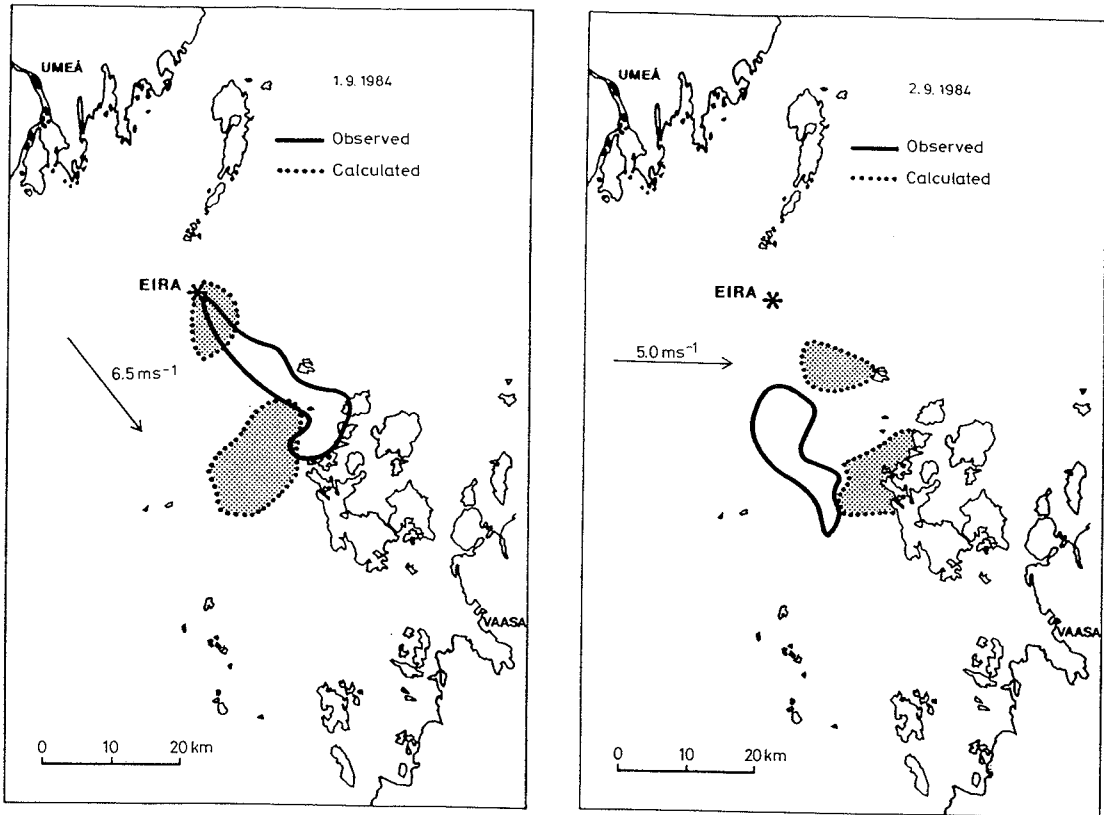 UMEÅ
1.9.1984
Observed
Calculated
EIRA
6.5 ms⁻¹
VAASA
0 10 20 km
UMEÅ
2.9.1984
Observed
Calculated
EIRA
5.0 ms⁻¹
VAASA
0 10 20 km